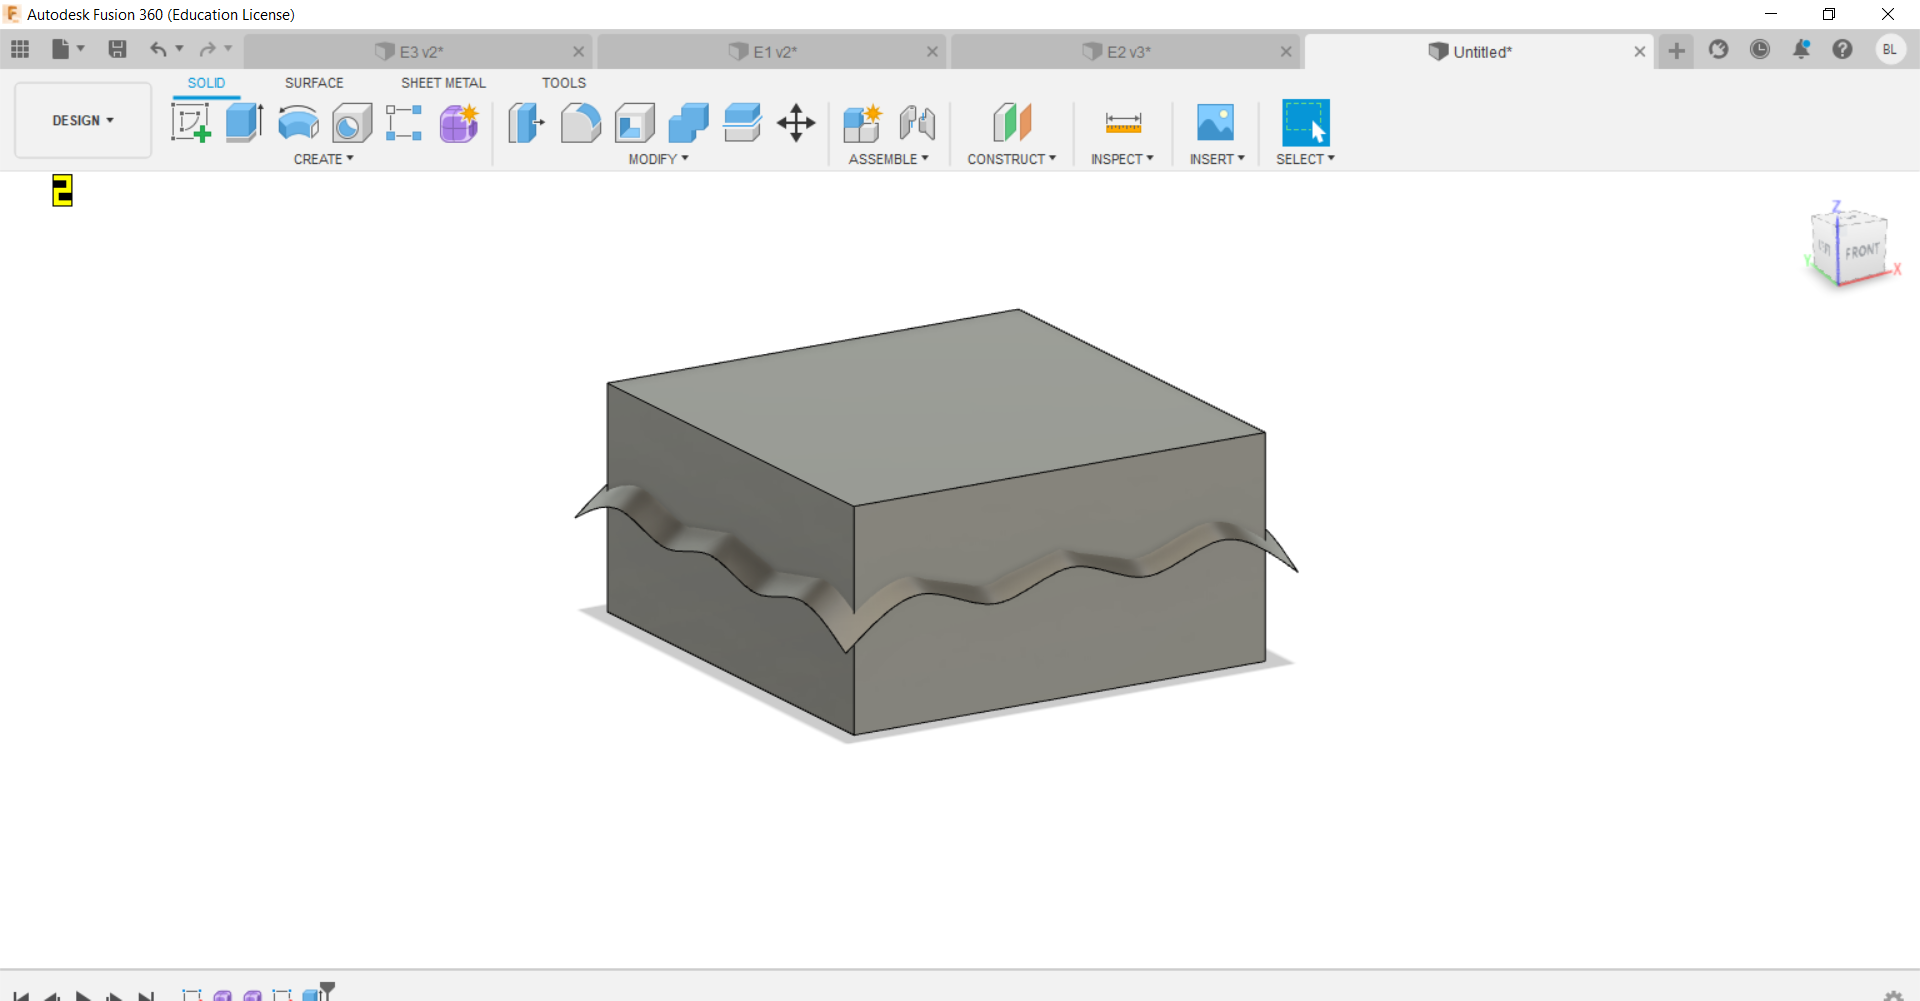 Autodesk Fusion 360 (Education License)
E3 v2*
E1 v2*
E2 v3*
Untitled*
BL
SOLID
SURFACE
SHEET METAL
TOOLS
DESIGN
CREATE
MODIFY
ASSEMBLE
CONSTRUCT
INSPECT
INSERT
SELECT
2
Z
FRONT
Y
X